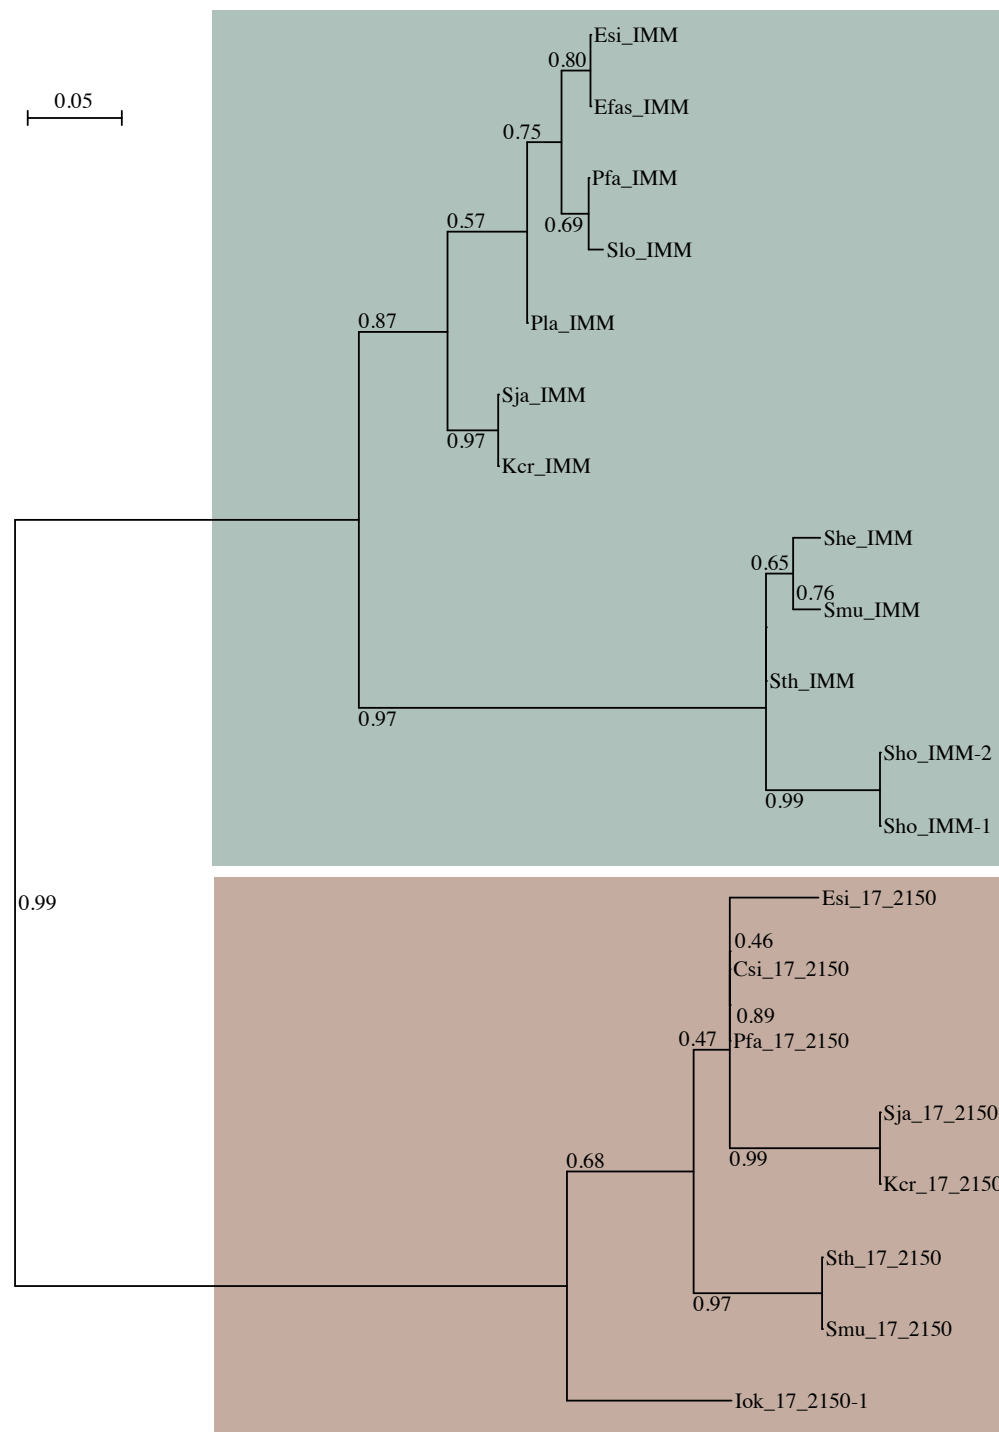 Esi_IMM
0.80
0.05
Efas_IMM
0.75
Pfa_IMM
0.57
0.69
Slo_IMM
0.87
Pla_IMM
Sja_IMM
0.97
Kcr_IMM
She_IMM
0.65
0.76
Smu_IMM
Sth_IMM
0.97
Sho_IMM-2
0.99
Sho_IMM-1
Esi_17_2150
0.99
0.46
Csi_17_2150
0.89
0.47
Pfa_17_2150
Sja_17_2150
0.99
0.68
Kcr_17_2150
Sth_17_2150
0.97
Smu_17_2150
Iok_17_2150-1